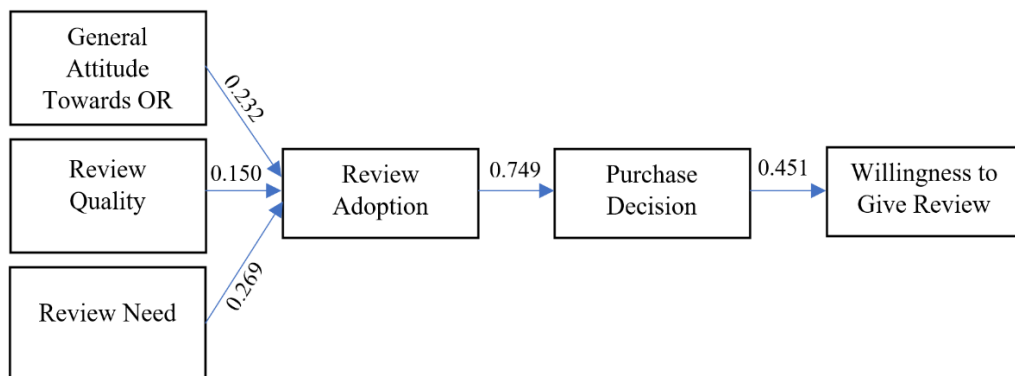 General
Attitude
Towards OR
0.232
Review
Quality
0.150
Review Need
0.269
Review
Adoption
0.749
Purchase
Decision
0.451
Willingness to
Give Review